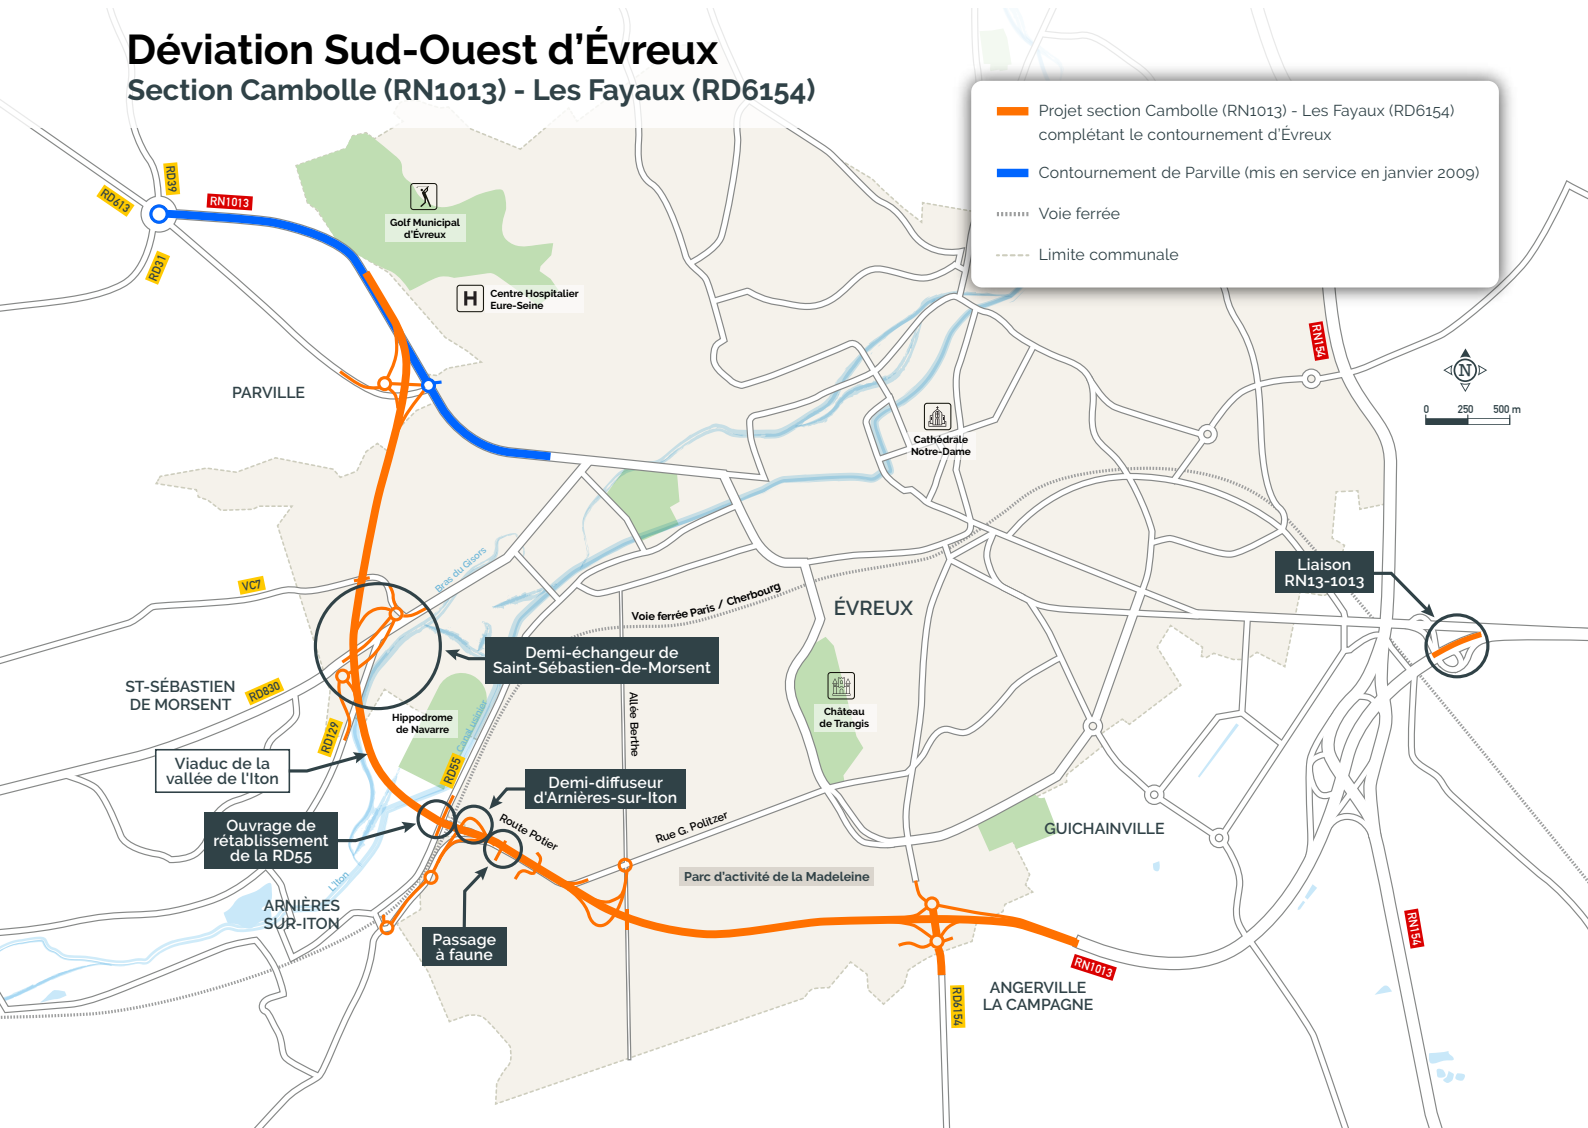 Déviation Sud-Ouest d'Évreux
Section Cambolle (RN1013) - Les Fayaux (RD6154)
Projet section Cambolle (RN1013) - Les Fayaux (RD6154)
complétant le contournement d'Évreux
Contournement de Parville (mis en service en janvier 2009)
Voie ferrée
Limite communale
RD39
RD613
RN1013
RD31
Golf Municipal
d'Évreux
H
Centre Hospitalier
Eure-Seine
RN154
N
0 250 500 m
PARVILLE
Cathédrale
Notre-Dame
Bras du Gisors
VC7
Liaison
RN13-1013
Voie ferrée Paris / Cherbourg
ÉVREUX
Demi-échangeur de
Saint-Sébastien-de-Morsent
ST-SÉBASTIEN
DE MORSENT
RD830
RD129
Hippodrome
de Navarre
Canal usinier
Allée Berthe
Château
de Trangis
Viaduc de la
vallée de l'Iton
RD55
Demi-diffuseur
d'Arnières-sur-Iton
Ouvrage de
rétablissement
de la RD55
Route Potier
Rue G. Politzer
GUICHAINVILLE
Parc d'activité de la Madeleine
L'Iton
ARNIÈRES
SUR-ITON
Passage
à faune
RN154
RN1013
RD6154
ANGERVILLE
LA CAMPAGNE